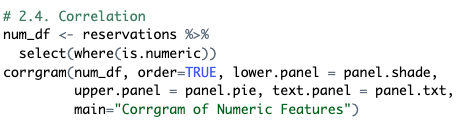 # 2.4. Correlation
num_df <- reservations %>%
  select(where(is.numeric))
corrgram(num_df, order=TRUE, lower.panel = panel.shade,
         upper.panel = panel.pie, text.panel = panel.txt,
         main="Corrgram of Numeric Features")